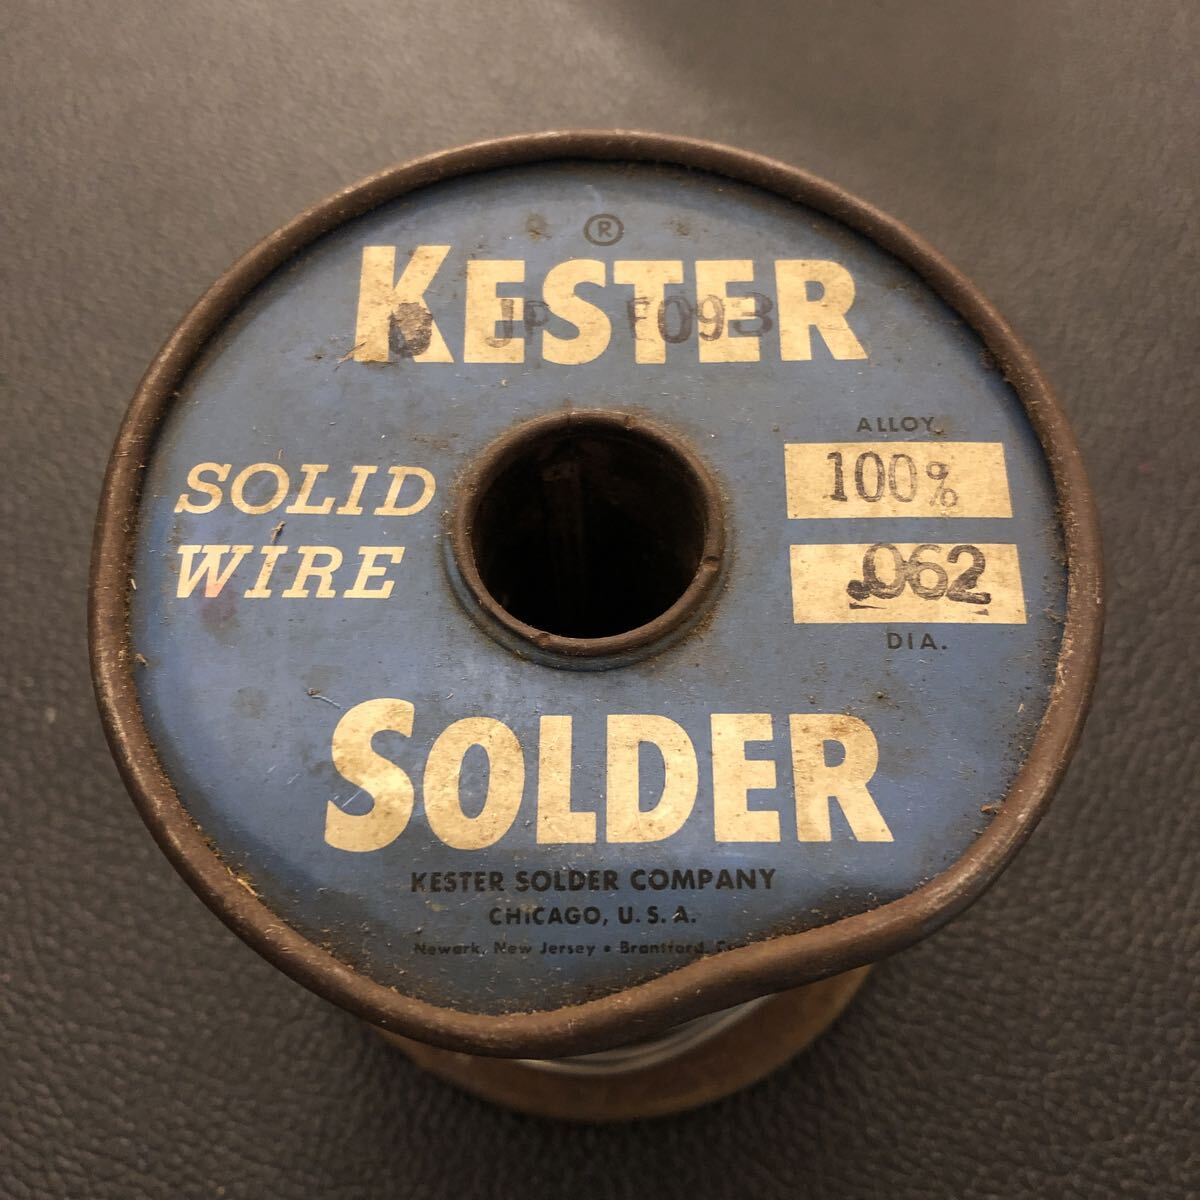 ®
KESTER
JP F093
SOLID
WIRE
ALLOY
100%
.062
DIA.
SOLDER
KESTER SOLDER COMPANY
CHICAGO, U.S.A.
Newark, New Jersey • Brantford,